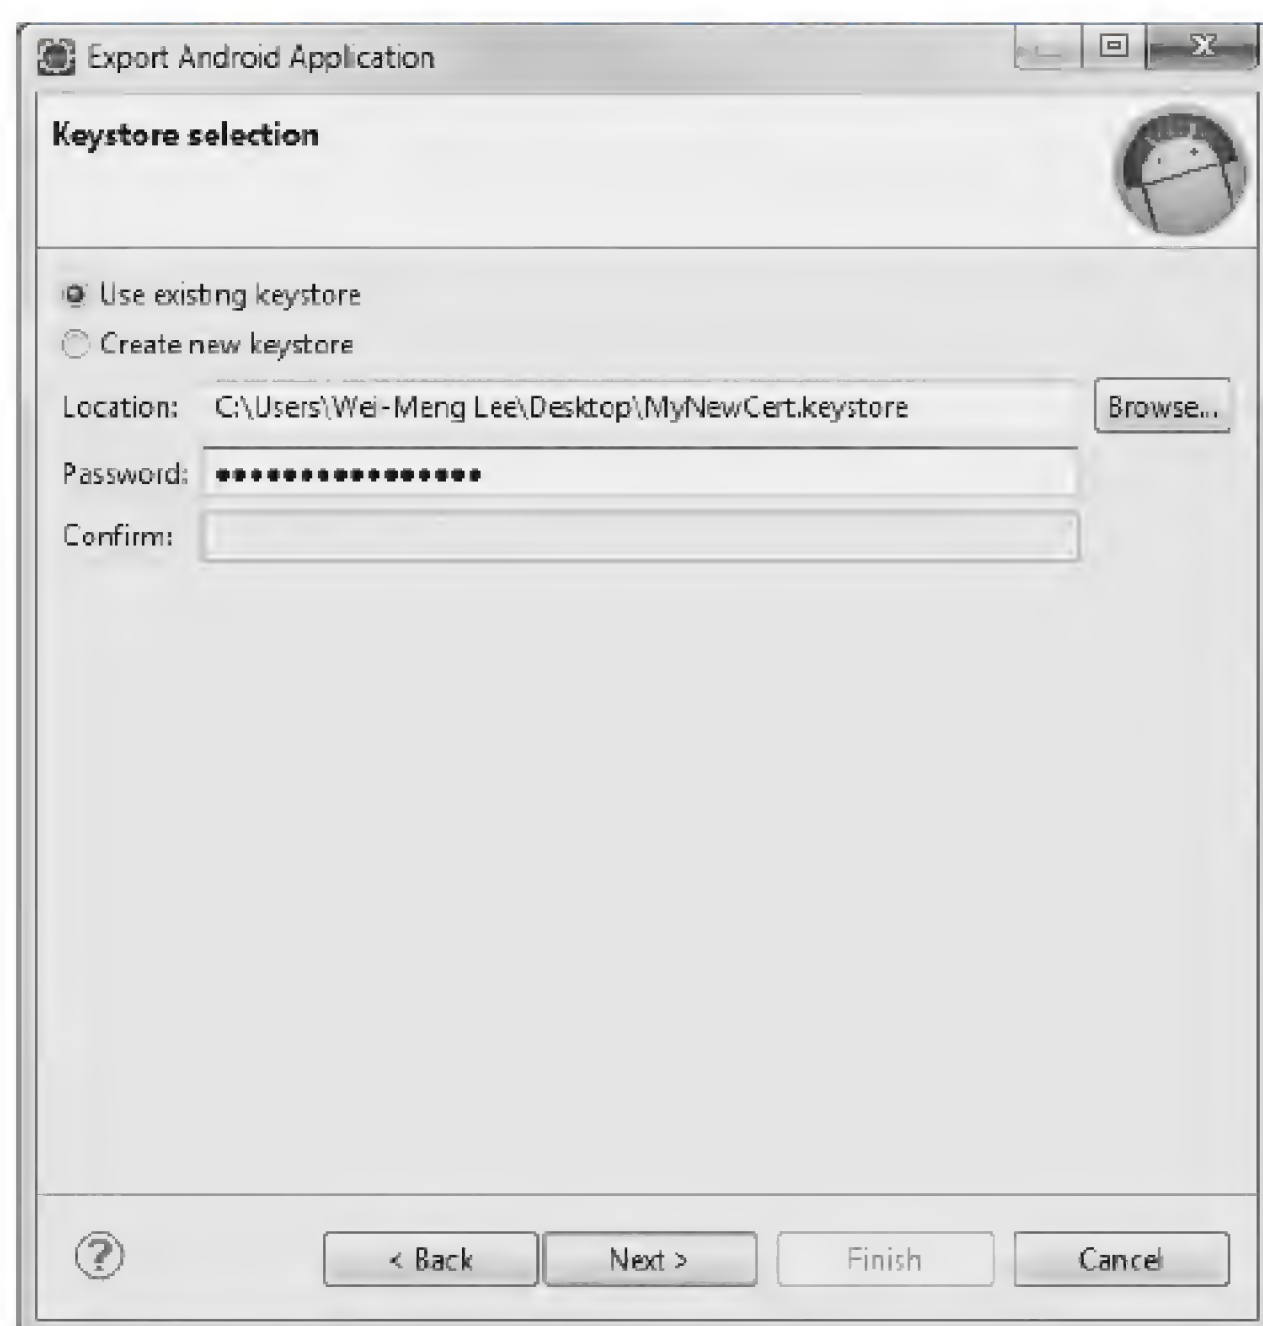 Export Android Application
Keystore selection
Use existing keystore
Create new keystore
Location: C:\Users\Wei-Meng Lee\Desktop\MyNewCert.keystore Browse...
Password: ••••••••••••••••
Confirm:
? < Back Next > Finish Cancel